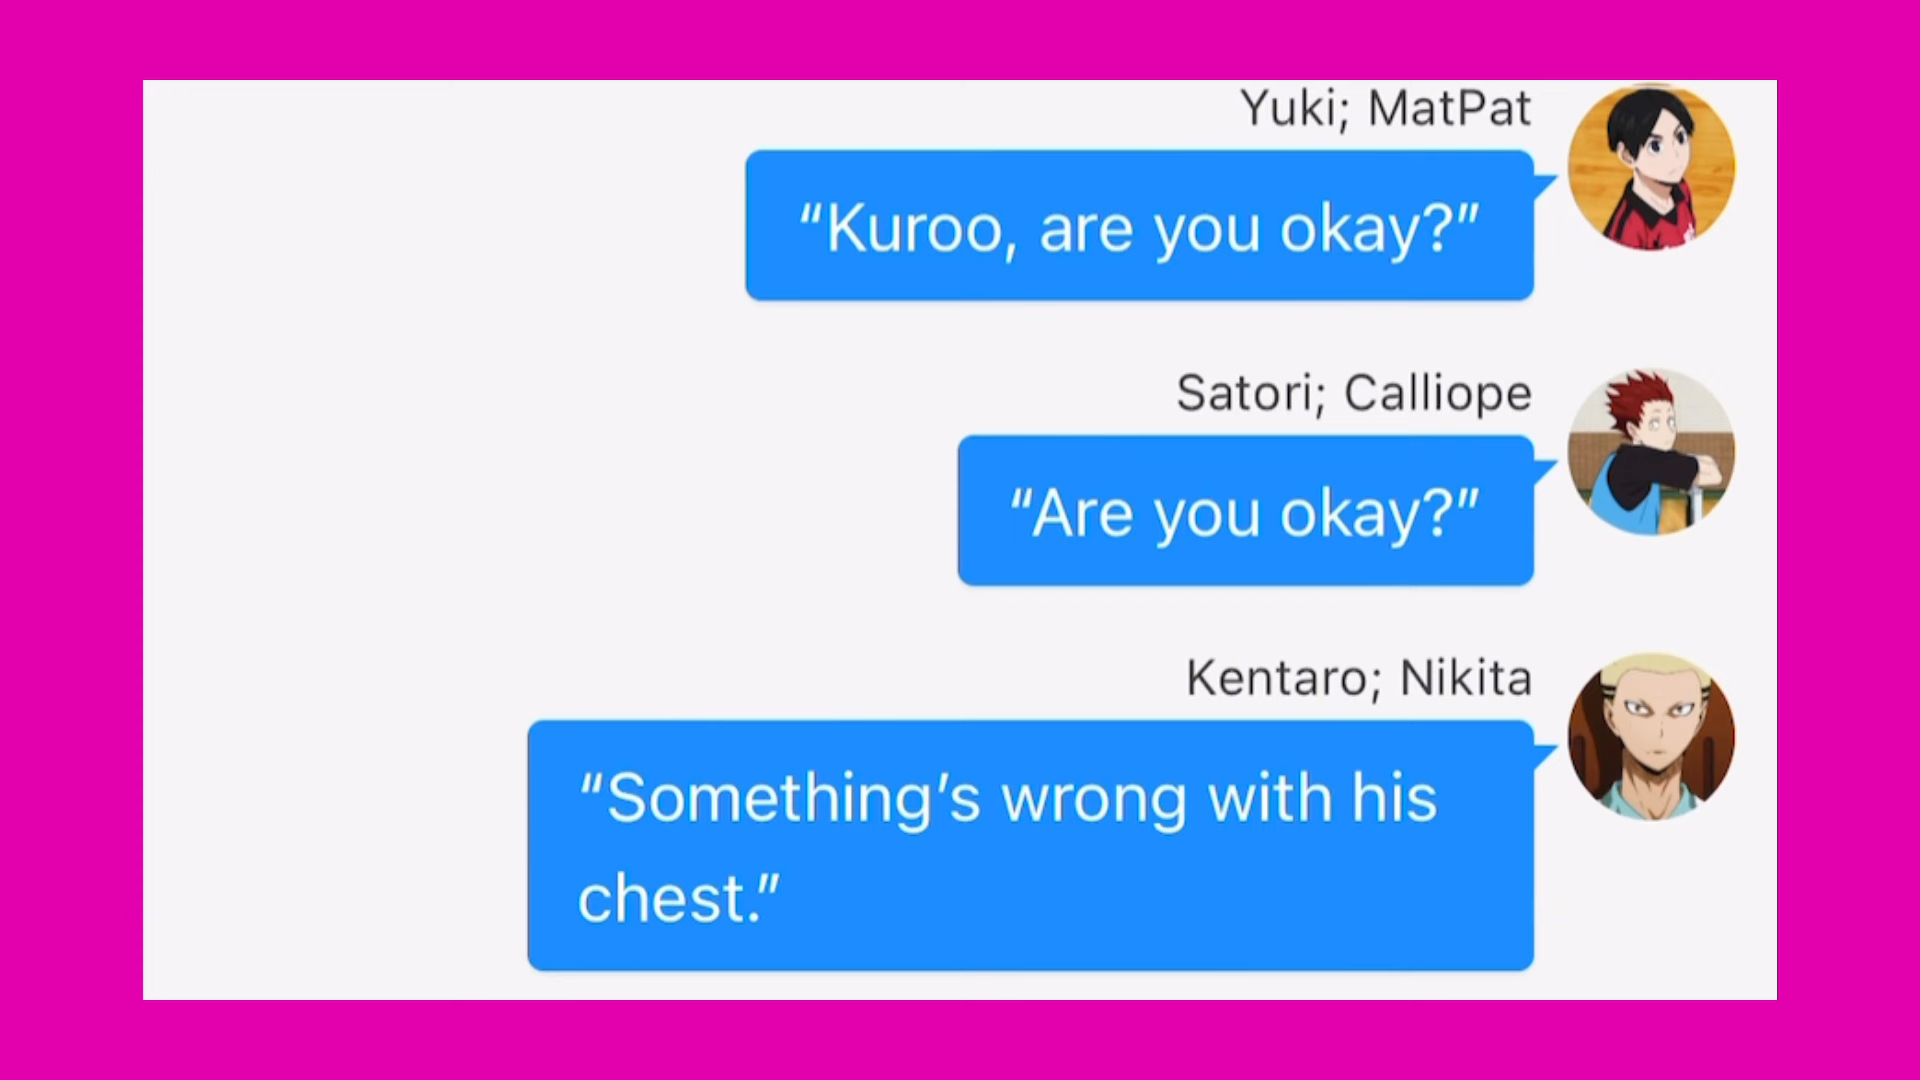 Yuki; MatPat
“Kuroo, are you okay?”
Satori; Calliope
“Are you okay?”
Kentaro; Nikita
“Something’s wrong with his
chest.”